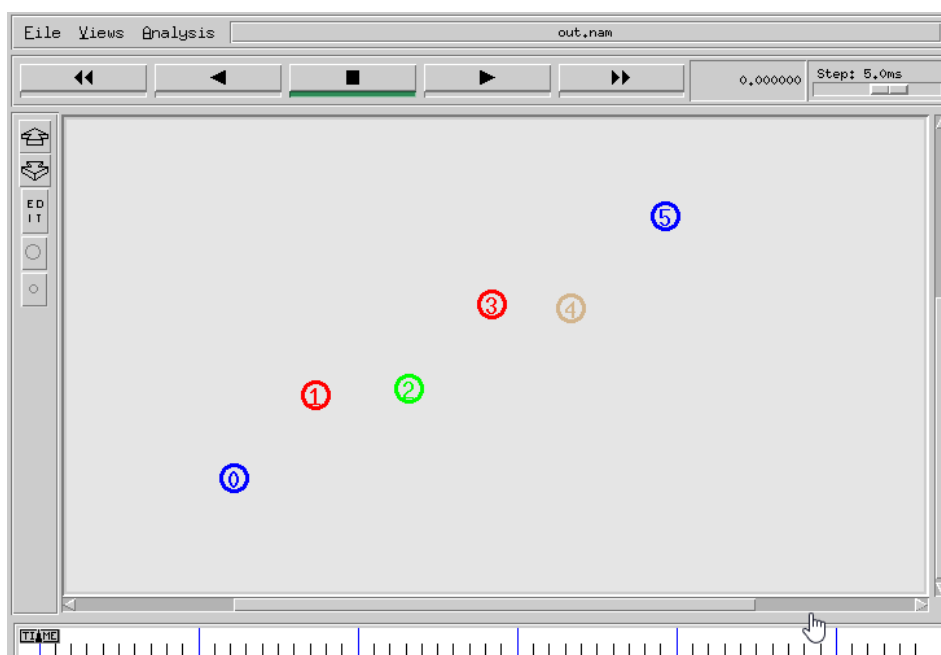 File Views Analysis out.nam
0.000000 Step: 5.0ms
ED
IT
5
3 4
1 2
0
TIME